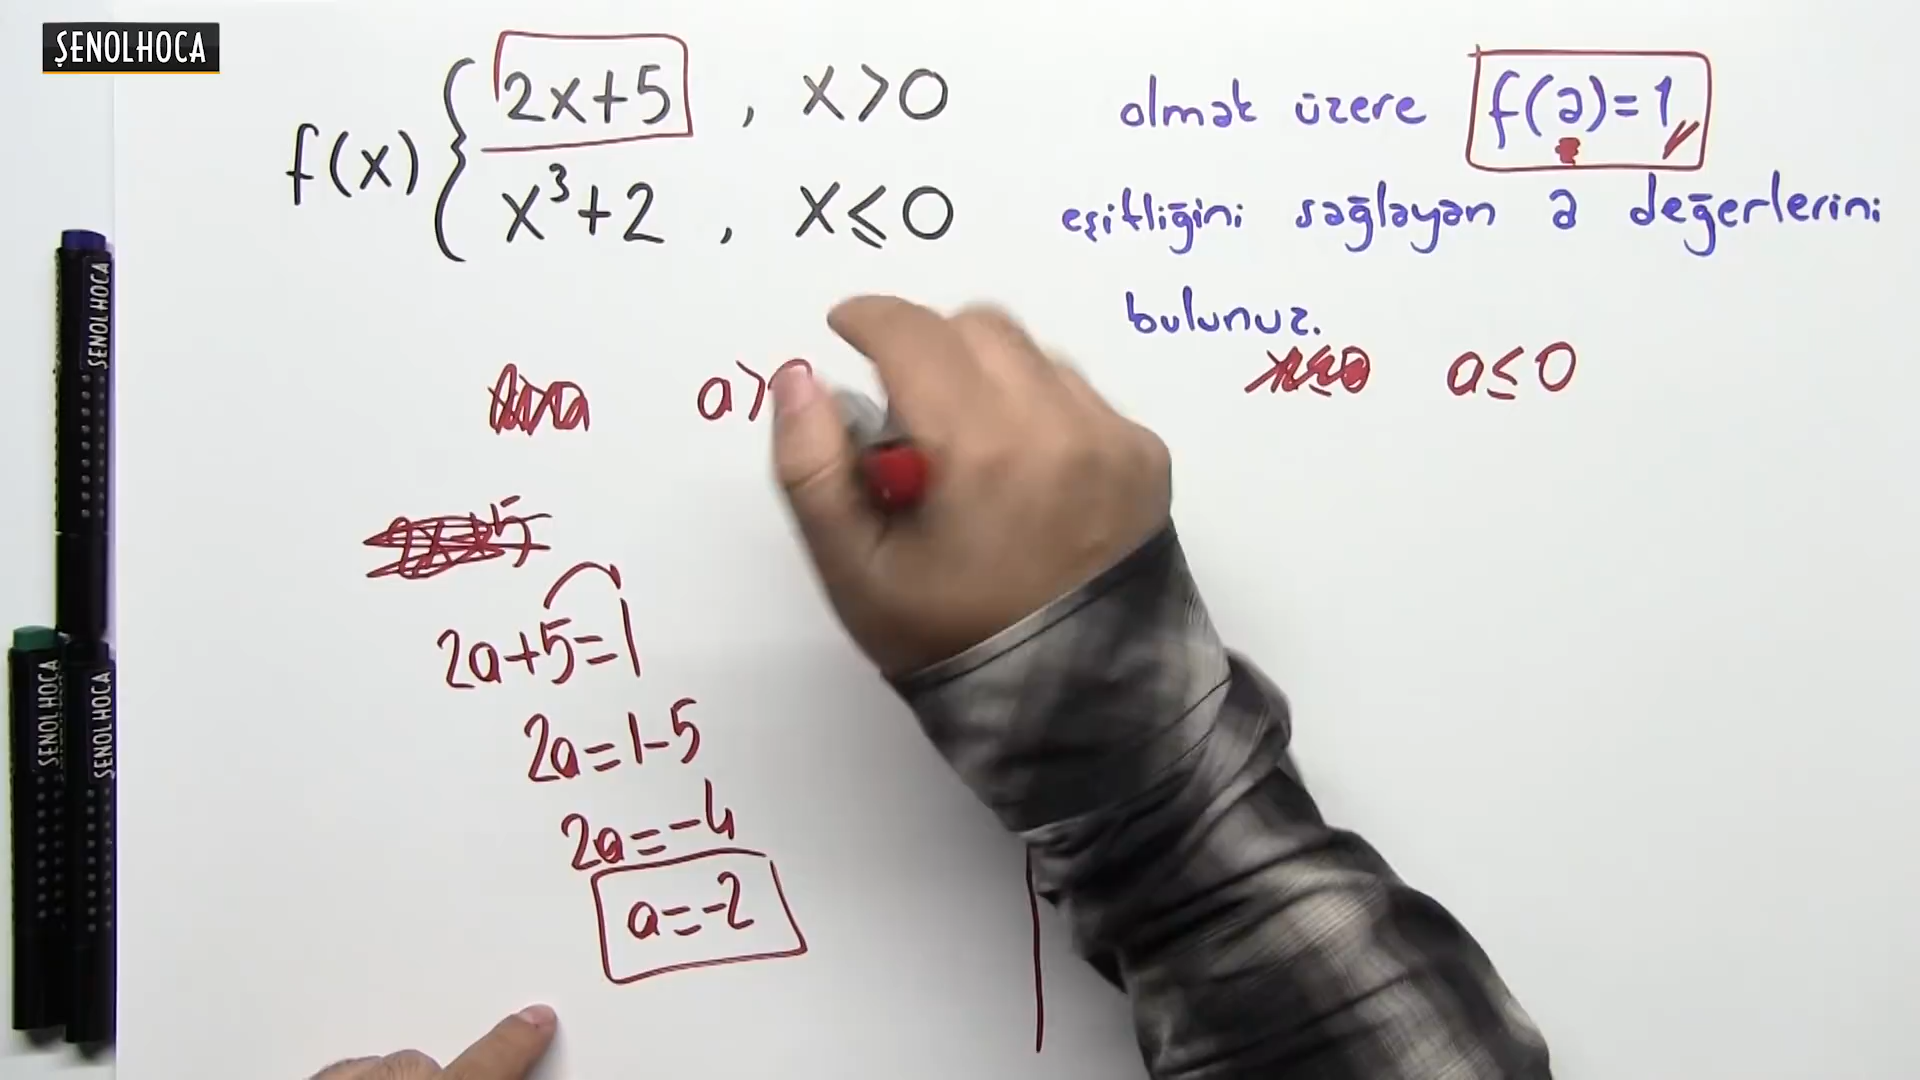 ŞENOLHOCA
f(x) { 2x+5 , x>0
x³+2 , x≤0
olmak üzere f(a)=1
eşitliğini sağlayan a değerlerini
bulunuz.
a>0
a≤0
2a+5=1
2a=1-5
2a=-4
a=-2
ŞENOLHOCA
ŞENOLHOCA
ŞENOLHOCA